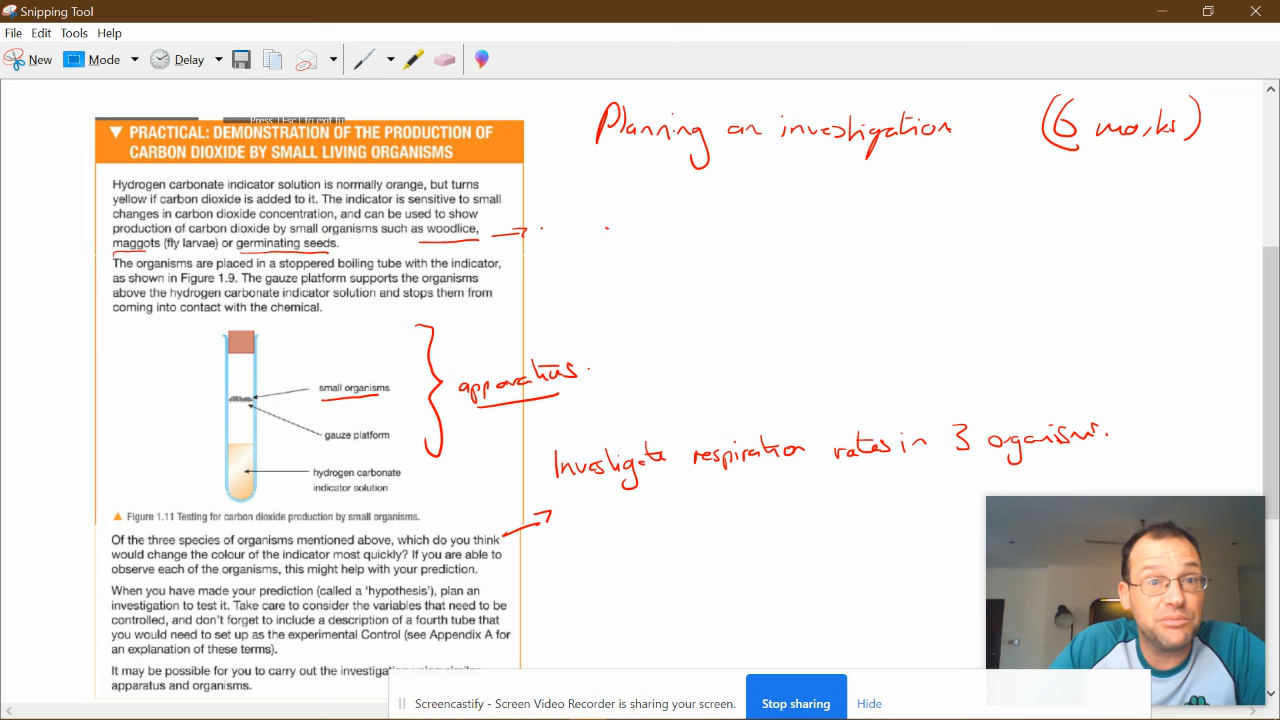 Snipping Tool
File Edit Tools Help
New Mode Delay
Press [Esc] to exit fu
PRACTICAL: DEMONSTRATION OF THE PRODUCTION OF
CARBON DIOXIDE BY SMALL LIVING ORGANISMS
Hydrogen carbonate indicator solution is normally orange, but turns
yellow if carbon dioxide is added to it. The indicator is sensitive to small
changes in carbon dioxide concentration, and can be used to show
production of carbon dioxide by small organisms such as woodlice,
maggots (fly larvae) or germinating seeds.
The organisms are placed in a stoppered boiling tube with the indicator,
as shown in Figure 1.9. The gauze platform supports the organisms
above the hydrogen carbonate indicator solution and stops them from
coming into contact with the chemical.
small organisms
gauze platform
hydrogen carbonate
indicator solution
Figure 1.11 Testing for carbon dioxide production by small organisms.
Of the three species of organisms mentioned above, which do you think
would change the colour of the indicator most quickly? If you are able to
observe each of the organisms, this might help with your prediction.
When you have made your prediction (called a 'hypothesis'), plan an
investigation to test it. Take care to consider the variables that need to be
controlled, and don't forget to include a description of a fourth tube that
you would need to set up as the experimental Control (see Appendix A for
an explanation of these terms).
It may be possible for you to carry out the investigation using similar
apparatus and organisms.
Planning an investigation (6 marks)
apparatus.
Investigate respiration rates in 3 organisms.
Screencastify - Screen Video Recorder is sharing your screen.
Stop sharing
Hide